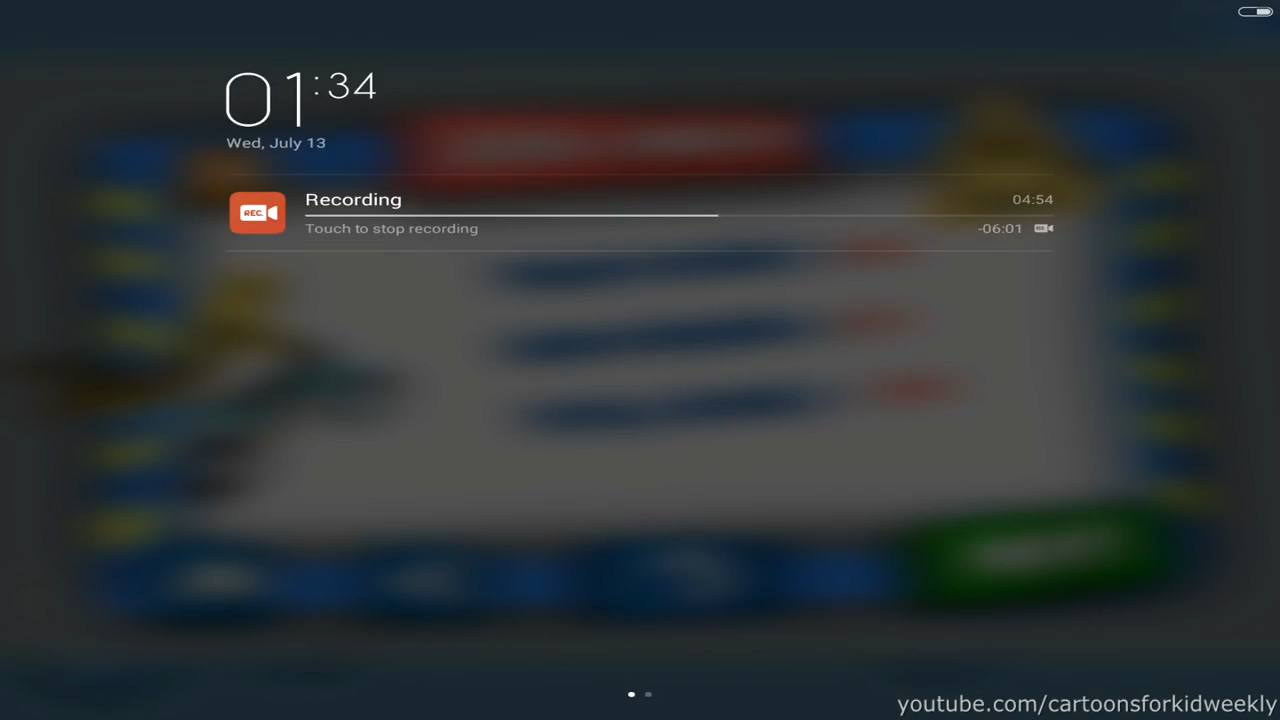 01:34
Wed, July 13
REC.
Recording
04:54
Touch to stop recording
-06:01
youtube.com/cartoonsforkidweekly